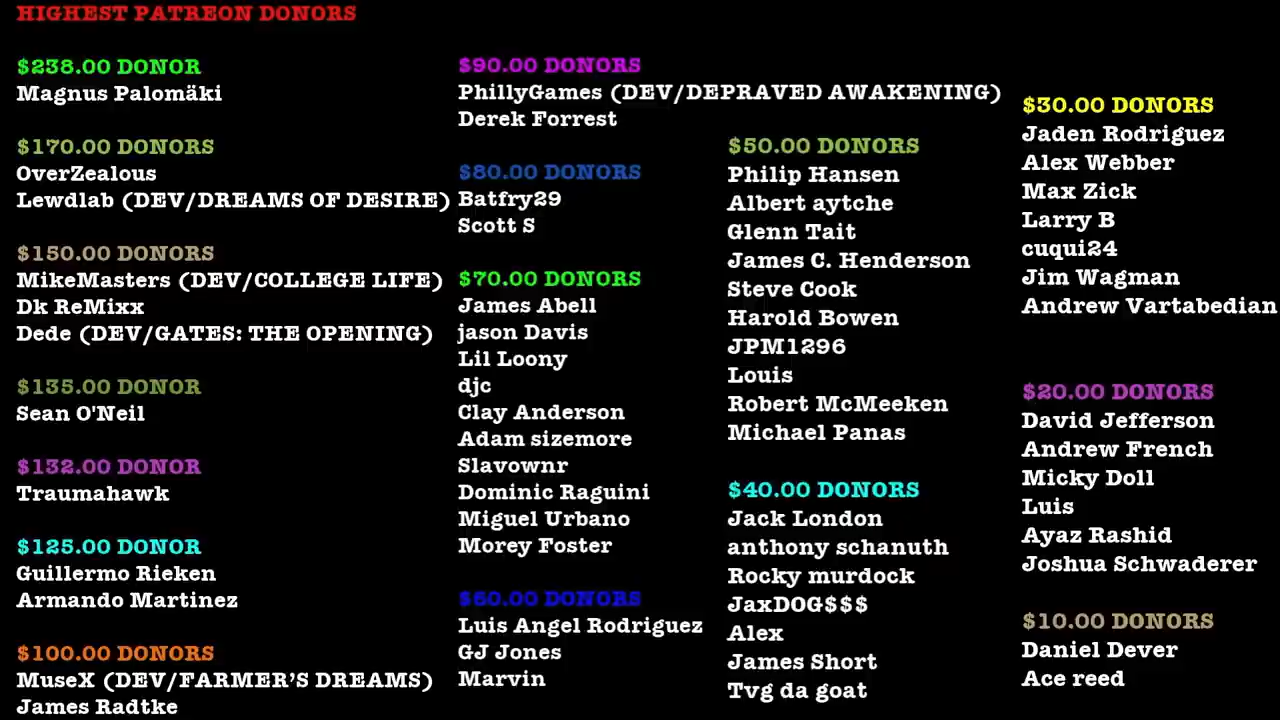 HIGHEST PATREON DONORS
$238.00 DONOR
Magnus Palomäki
$170.00 DONORS
OverZealous
Lewdlab (DEV/DREAMS OF DESIRE)
$150.00 DONORS
MikeMasters (DEV/COLLEGE LIFE)
Dk ReMixx
Dede (DEV/GATES: THE OPENING)
$135.00 DONOR
Sean O'Neil
$132.00 DONOR
Traumahawk
$125.00 DONOR
Guillermo Rieken
Armando Martinez
$100.00 DONORS
MuseX (DEV/FARMER’S DREAMS)
James Radtke
$90.00 DONORS
PhillyGames (DEV/DEPRAVED AWAKENING)
Derek Forrest
$80.00 DONORS
Batfry29
Scott S
$70.00 DONORS
James Abell
jason Davis
Lil Loony
djc
Clay Anderson
Adam sizemore
Slavownr
Dominic Raguini
Miguel Urbano
Morey Foster
$60.00 DONORS
Luis Angel Rodriguez
GJ Jones
Marvin
$50.00 DONORS
Philip Hansen
Albert aytche
Glenn Tait
James C. Henderson
Steve Cook
Harold Bowen
JPM1296
Louis
Robert McMeeken
Michael Panas
$40.00 DONORS
Jack London
anthony schanuth
Rocky murdock
JaxDOG$$$
Alex
James Short
Tvg da goat
$30.00 DONORS
Jaden Rodriguez
Alex Webber
Max Zick
Larry B
cuqui24
Jim Wagman
Andrew Vartabedian
$20.00 DONORS
David Jefferson
Andrew French
Micky Doll
Luis
Ayaz Rashid
Joshua Schwaderer
$10.00 DONORS
Daniel Dever
Ace reed